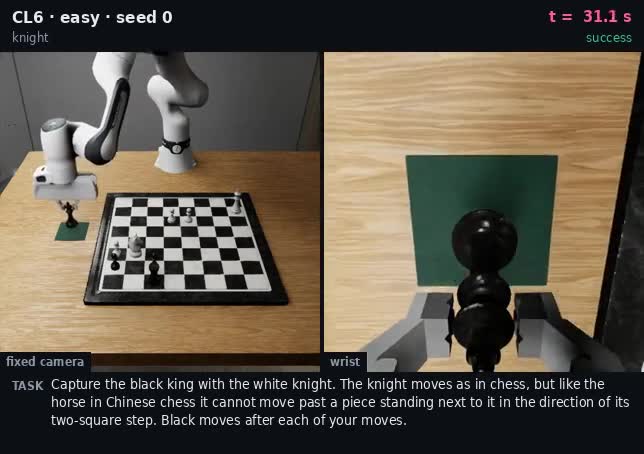 CL6 · easy · seed 0
t = 31.1 s
knight
success
fixed camera
wrist
TASK Capture the black king with the white knight. The knight moves as in chess, but like the
horse in Chinese chess it cannot move past a piece standing next to it in the direction of its
two-square step. Black moves after each of your moves.